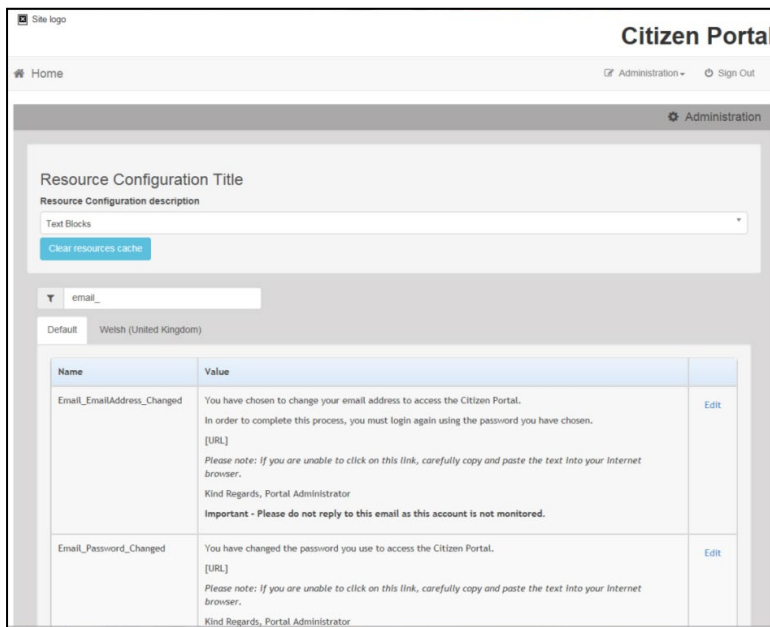 Site logo
Citizen Portal
Home
Administration
Sign Out
Administration
Resource Configuration Title
Resource Configuration description
Text Blocks
Clear resources cache
email_
Default
Welsh (United Kingdom)
Name
Value
Email_EmailAddress_Changed
You have chosen to change your email address to access the Citizen Portal.
In order to complete this process, you must login again using the password you have chosen.
[URL]
Please note: If you are unable to click on this link, carefully copy and paste the text into your Internet
browser.
Kind Regards, Portal Administrator
Important - Please do not reply to this email as this account is not monitored.
Edit
Email_Password_Changed
You have changed the password you use to access the Citizen Portal.
[URL]
Please note: If you are unable to click on this link, carefully copy and paste the text into your Internet
browser.
Kind Regards, Portal Administrator
Edit